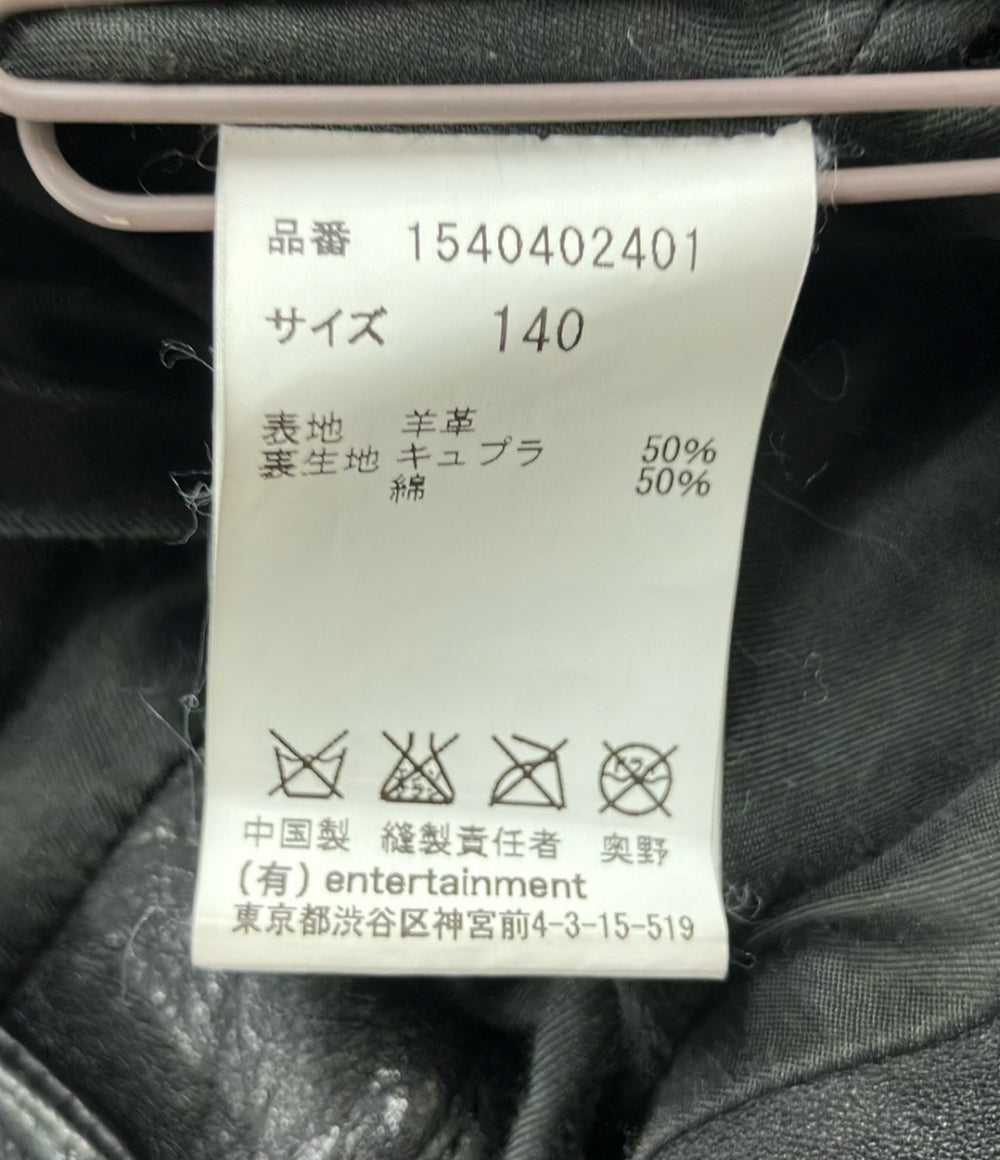 品番 1540402401
サイズ 140
表地 羊革
裏生地 キュプラ 50%
綿 50%
中国製 縫製責任者 奥野
(有) entertainment
東京都渋谷区神宮前4-3-15-519